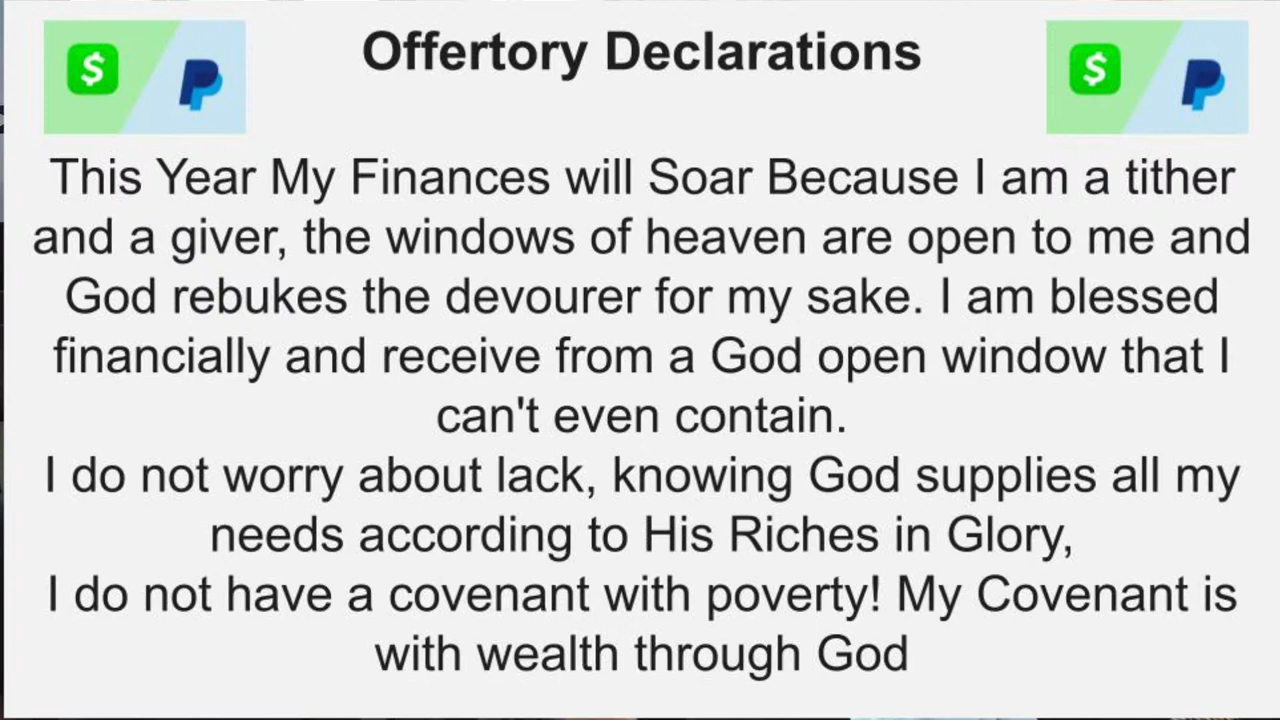 Offertory Declarations
This Year My Finances will Soar Because I am a tither
and a giver, the windows of heaven are open to me and
God rebukes the devourer for my sake. I am blessed
financially and receive from a God open window that I
can't even contain.
I do not worry about lack, knowing God supplies all my
needs according to His Riches in Glory,
I do not have a covenant with poverty! My Covenant is
with wealth through God